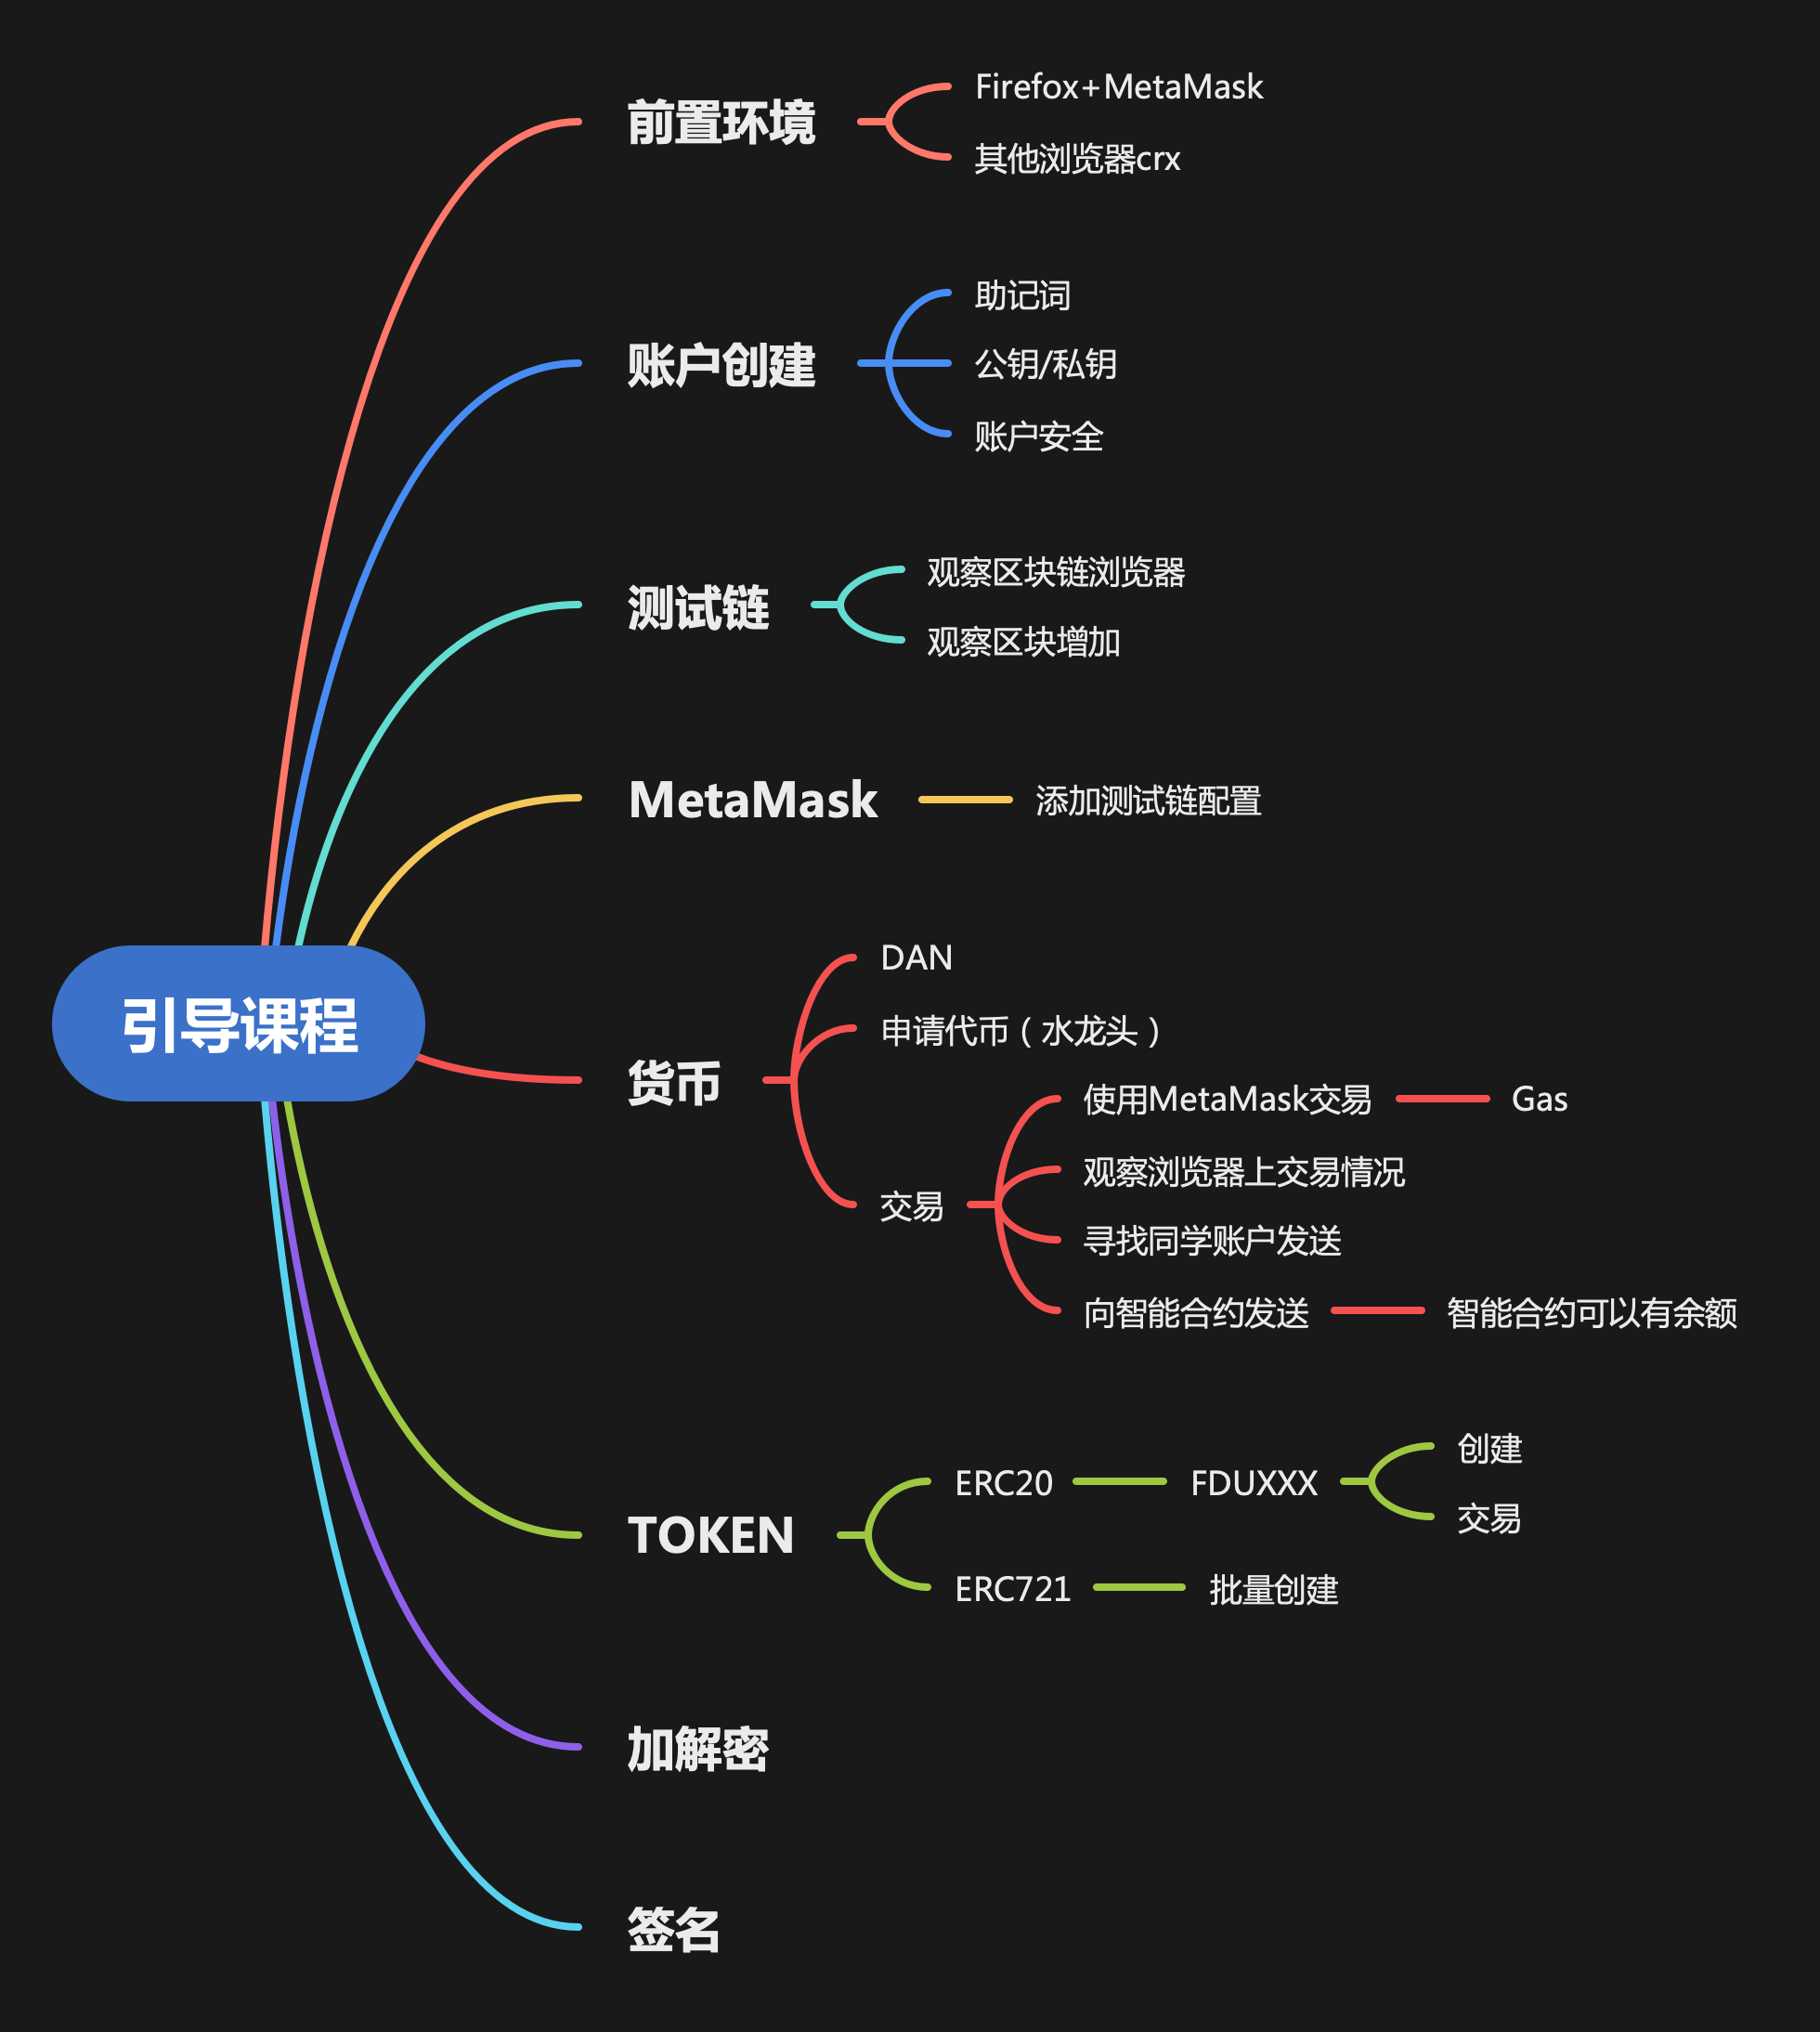 引导课程
前置环境
Firefox+MetaMask
其他浏览器crx
账户创建
助记词
公钥/私钥
账户安全
测试链
观察区块链浏览器
观察区块增加
MetaMask
添加测试链配置
货币
DAN
申请代币（水龙头）
交易
使用MetaMask交易
Gas
观察浏览器上交易情况
寻找同学账户发送
向智能合约发送
智能合约可以有余额
TOKEN
ERC20
FDUXXX
创建
交易
ERC721
批量创建
加解密
签名